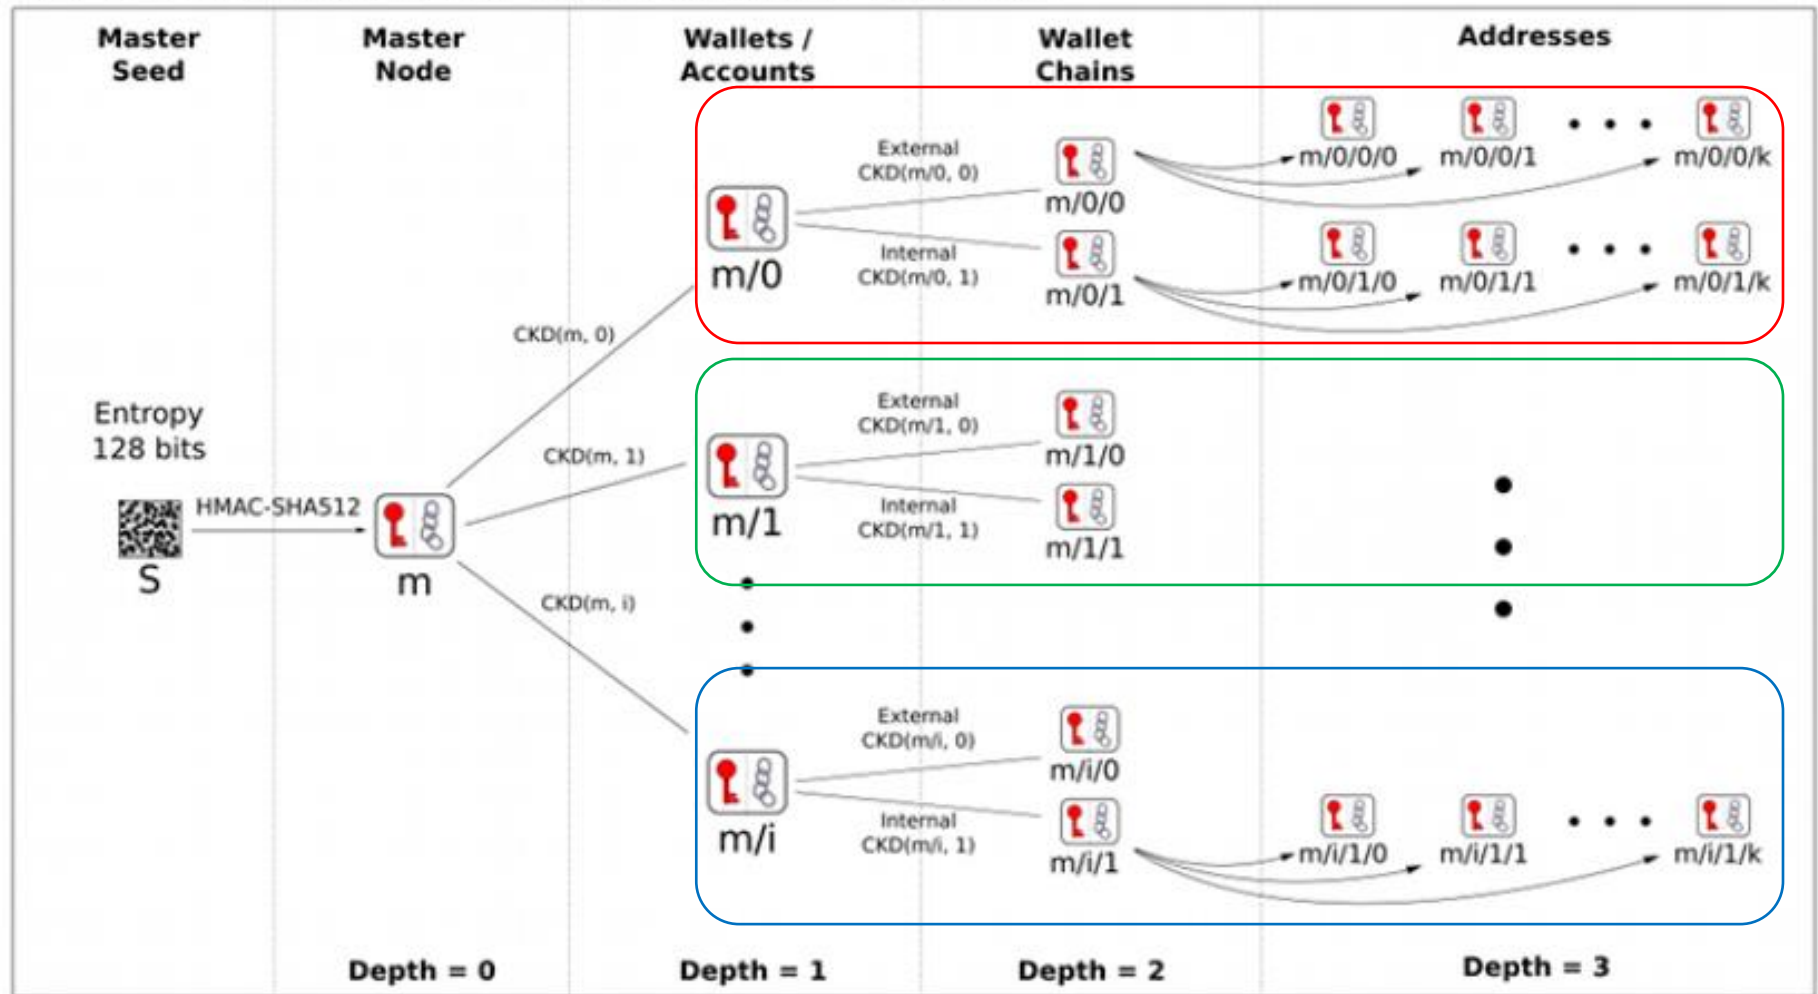 Master
Seed
Master
Node
Wallets /
Accounts
Wallet
Chains
Addresses
External
CKD(m/0, 0)
m/0/0
m/0/0/0
m/0/0/1
m/0/0/k
m/0
Internal
CKD(m/0, 1)
m/0/1
m/0/1/0
m/0/1/1
m/0/1/k
CKD(m, 0)
Entropy
128 bits
HMAC-SHA512
S
m
CKD(m, 1)
External
CKD(m/1, 0)
m/1/0
m/1
Internal
CKD(m/1, 1)
m/1/1
CKD(m, i)
External
CKD(m/i, 0)
m/i/0
m/i
Internal
CKD(m/i, 1)
m/i/1
m/i/1/0
m/i/1/1
m/i/1/k
Depth = 0
Depth = 1
Depth = 2
Depth = 3